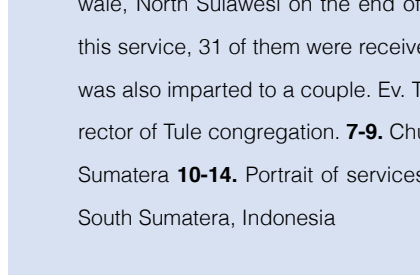 wale, North Sulawesi on the end of
this service, 31 of them were receive
was also imparted to a couple. Ev. T
rector of Tule congregation. 7-9. Chu
Sumatera 10-14. Portrait of services
South Sumatera, Indonesia